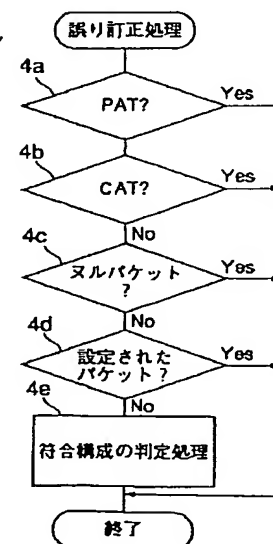 誤り訂正処理
4a
PAT?
Yes
4b
CAT?
Yes
No
4c
ヌルパケット
?
Yes
No
4d
設定された
パケット?
Yes
No
4e
符合構成の判定処理
終了